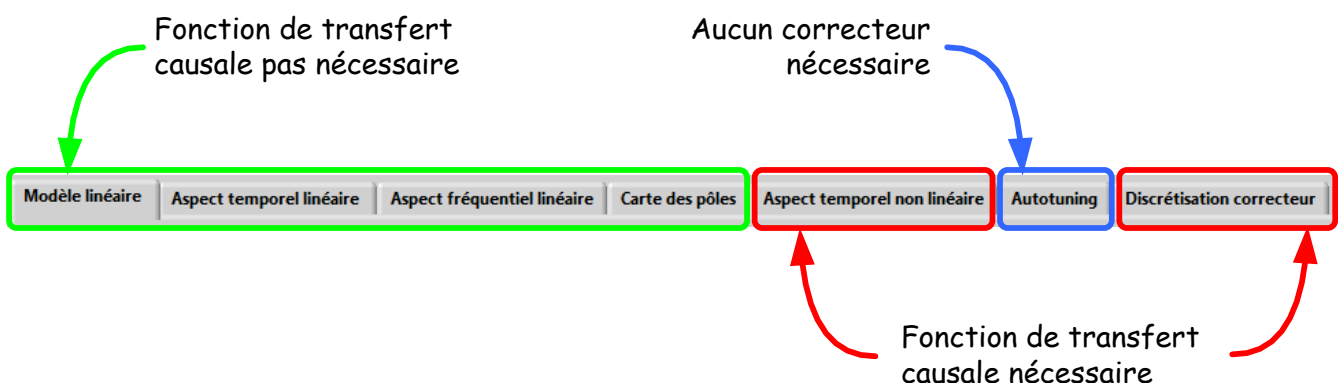 Fonction de transfert
causale pas nécessaire
Aucun correcteur
nécessaire
Modèle linéaire Aspect temporel linéaire Aspect fréquentiel linéaire Carte des pôles Aspect temporel non linéaire Autotuning Discrétisation correcteur
Fonction de transfert
causale nécessaire